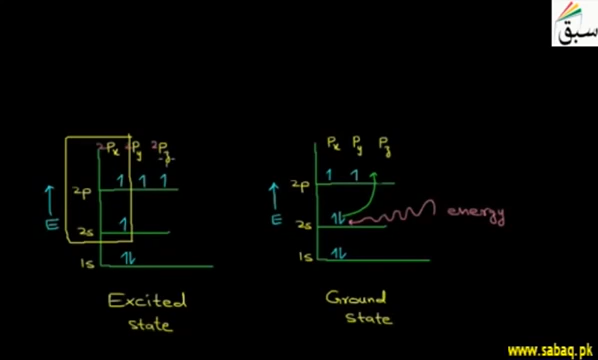 سبق
2Px 2Py 2Pz
Px Py Pz
2p
2p
E
E
energy
2s
2s
1s
1s
Excited
state
Ground
state
www.sabaq.pk